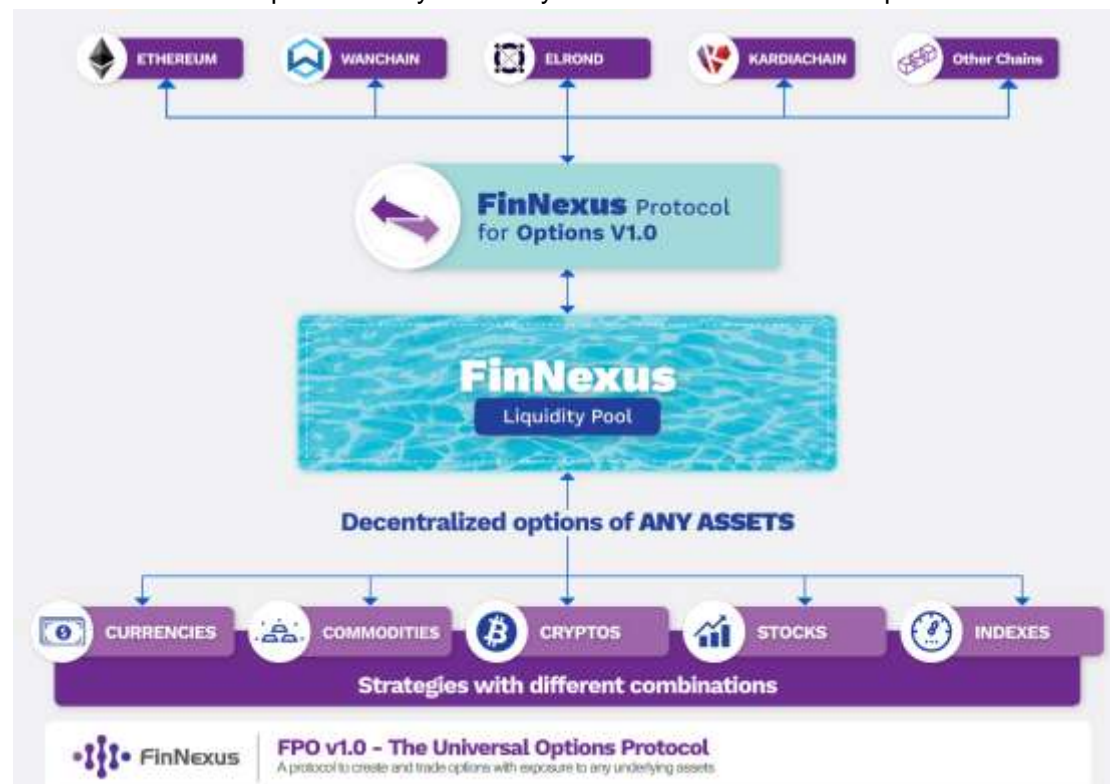 ETHEREUM
WANCHAIN
ELROND
KARDIACHAIN
Other Chains
FinNexus Protocol
for Options V1.0
FinNexus
Liquidity Pool
Decentralized options of ANY ASSETS
CURRENCIES
COMMODITIES
CRYPTOS
STOCKS
INDEXES
Strategies with different combinations
FinNexus
FPO v1.0 - The Universal Options Protocol
A protocol to create and trade options with exposure to any underlying assets